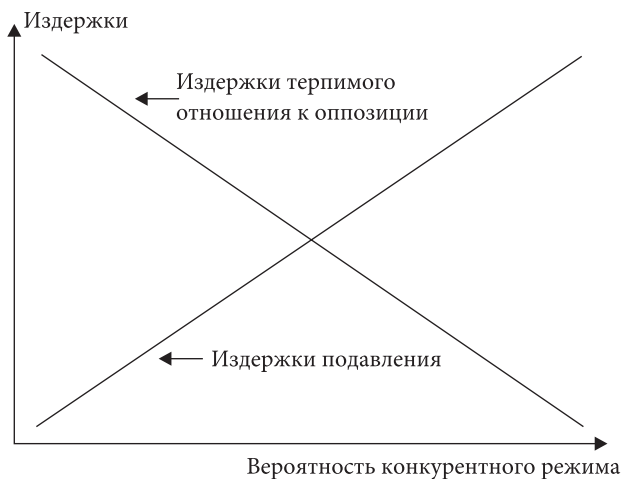 Издержки
Издержки терпимого
отношения к оппозиции
Издержки подавления
Вероятность конкурентного режима